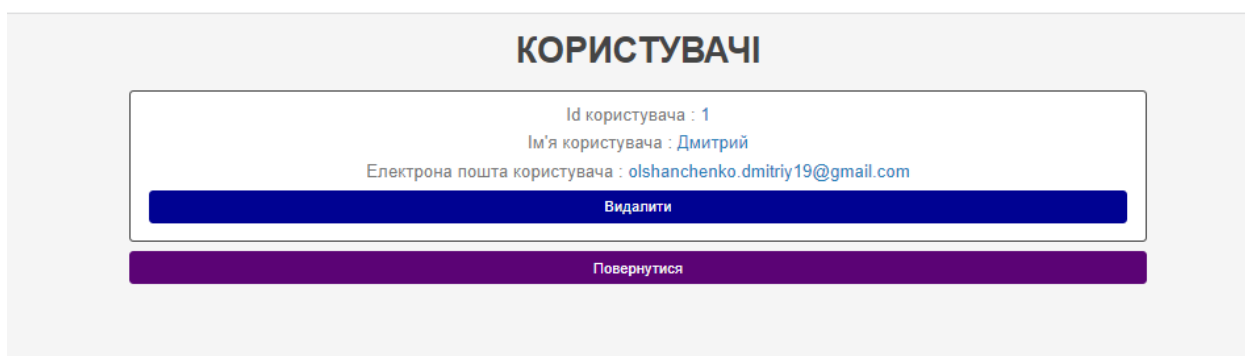 КОРИСТУВАЧІ
Id користувача : 1
Ім'я користувача : Дмитрий
Електрона пошта користувача : olshanchenko.dmitriy19@gmail.com
Видалити
Повернутися